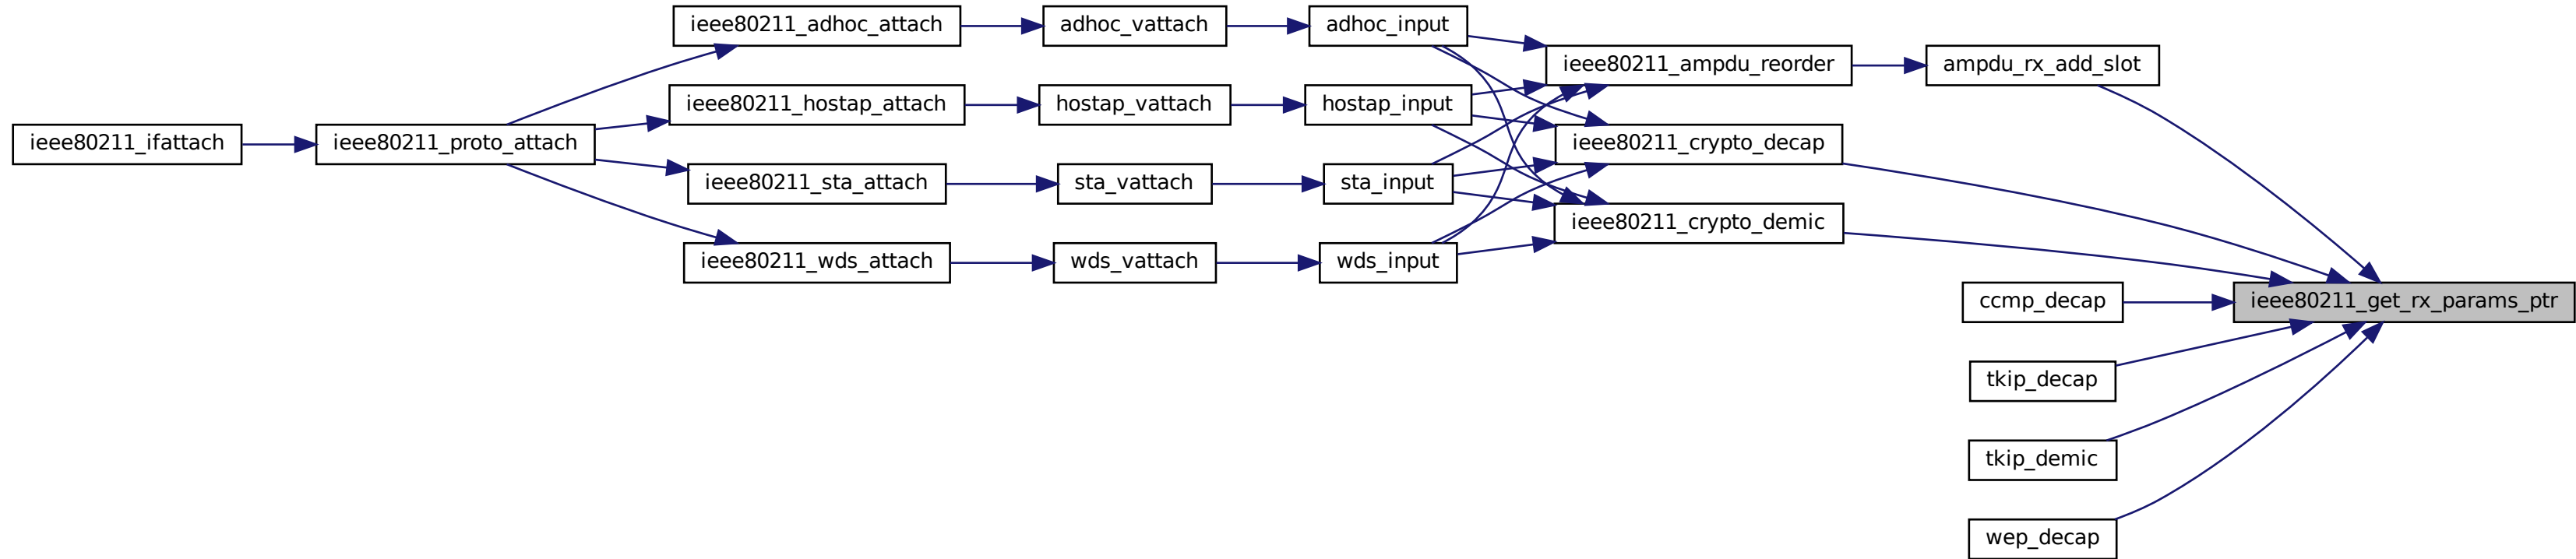 ieee80211_adhoc_attach
adhoc_vattach
adhoc_input
ieee80211_ampdu_reorder
ampdu_rx_add_slot
ieee80211_hostap_attach
hostap_vattach
hostap_input
ieee80211_ifattach
ieee80211_proto_attach
ieee80211_crypto_decap
ieee80211_sta_attach
sta_vattach
sta_input
ieee80211_crypto_demic
ieee80211_wds_attach
wds_vattach
wds_input
ccmp_decap
ieee80211_get_rx_params_ptr
tkip_decap
tkip_demic
wep_decap